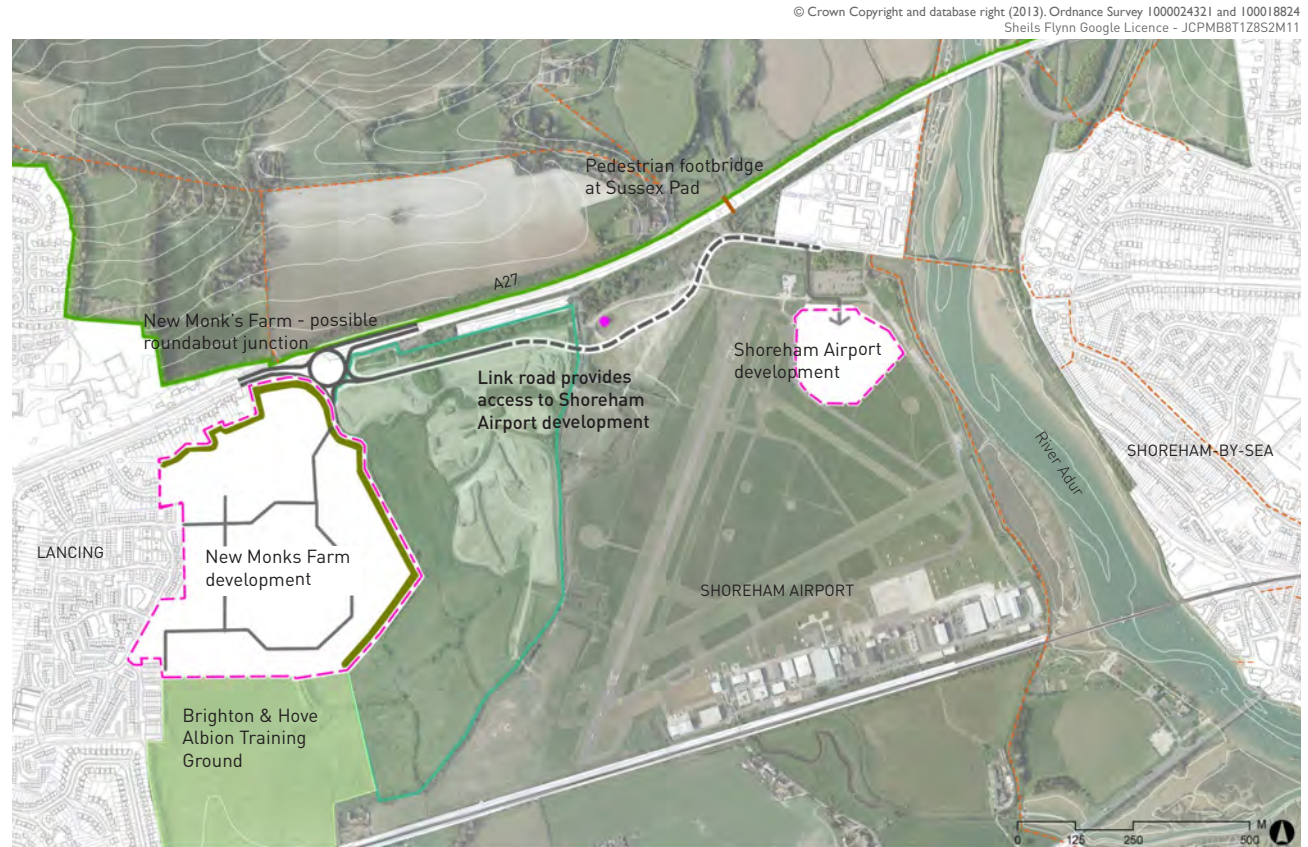 © Crown Copyright and database right (2013). Ordnance Survey 1000024321 and 100018824
Sheils Flynn Google Licence - JCPMB8T1Z8S2M11
Pedestrian footbridge
at Sussex Pad
A27
New Monk's Farm - possible
roundabout junction
Shoreham Airport
development
Link road provides
access to Shoreham
Airport development
River Adur
SHOREHAM-BY-SEA
LANCING
New Monks Farm
development
SHOREHAM AIRPORT
Brighton & Hove
Albion Training
Ground
M
0 125 250 500